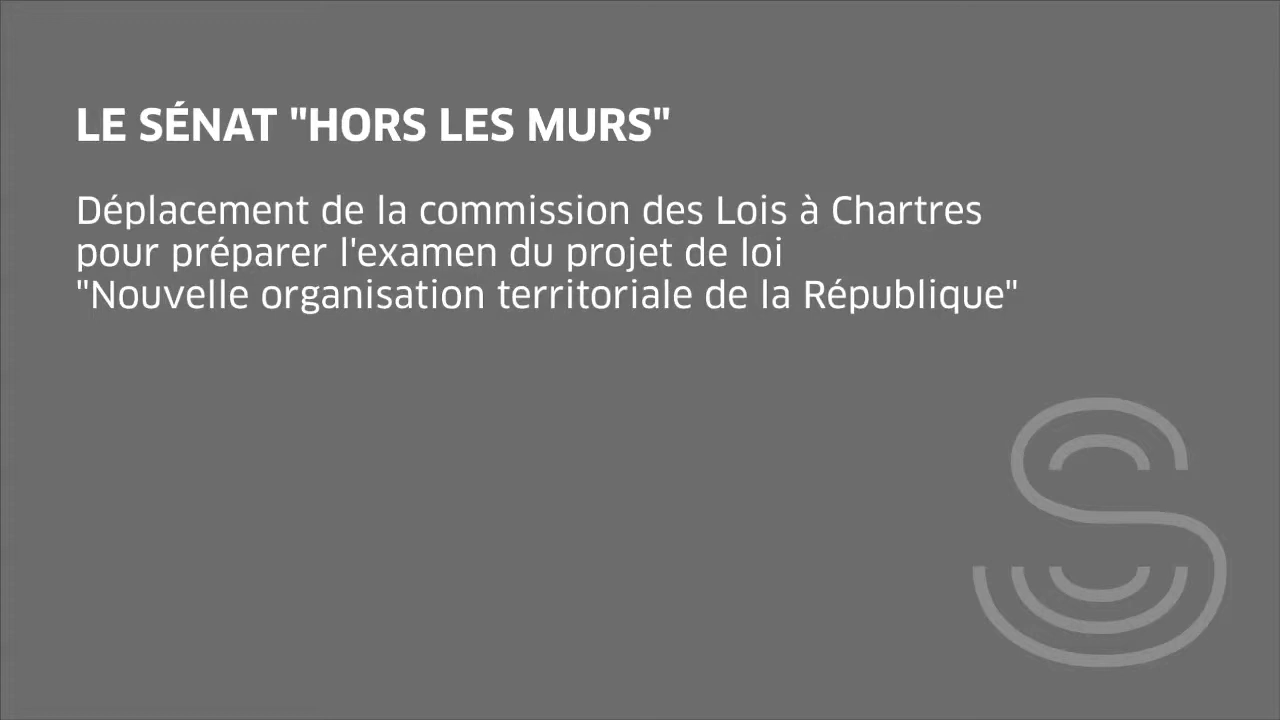 LE SÉNAT "HORS LES MURS"
Déplacement de la commission des Lois à Chartres
pour préparer l'examen du projet de loi
"Nouvelle organisation territoriale de la République"